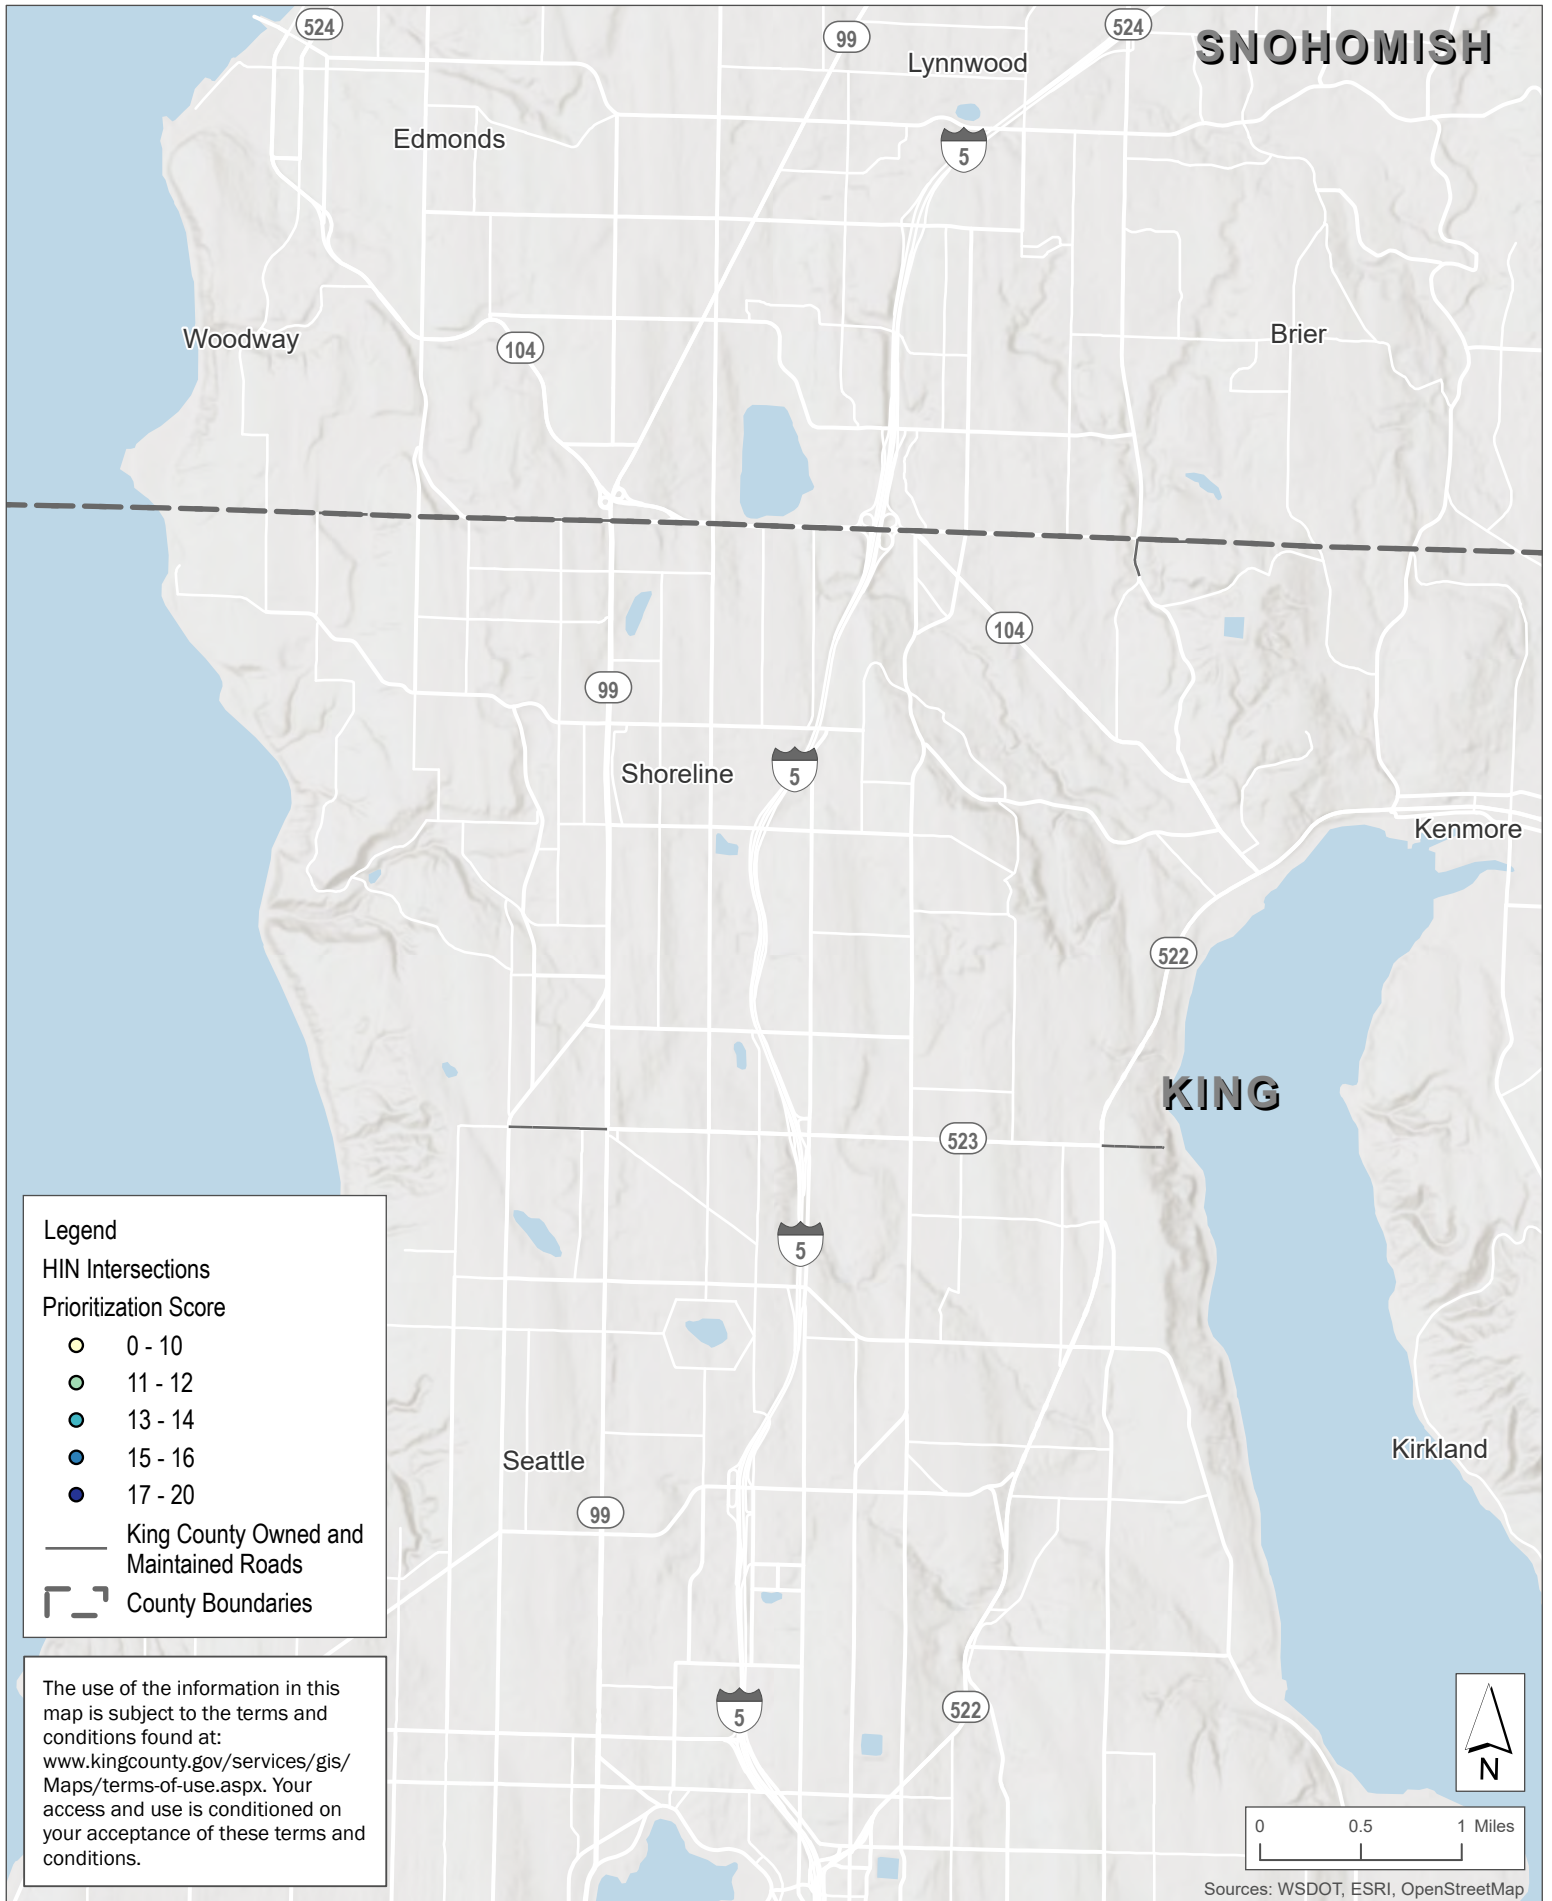 524
99
524
SNOHOMISH
Lynnwood
Edmonds
5
Woodway
104
Brier
104
99
Shoreline
5
Kenmore
522
KING
523
5
Seattle
Kirkland
99
5
522
Legend
HIN Intersections
Prioritization Score
0 - 10
11 - 12
13 - 14
15 - 16
17 - 20
King County Owned and
Maintained Roads
County Boundaries
The use of the information in this
map is subject to the terms and
conditions found at:
www.kingcounty.gov/services/gis/
Maps/terms-of-use.aspx. Your
access and use is conditioned on
your acceptance of these terms and
conditions.
N
0 0.5 1 Miles
Sources: WSDOT, ESRI, OpenStreetMap